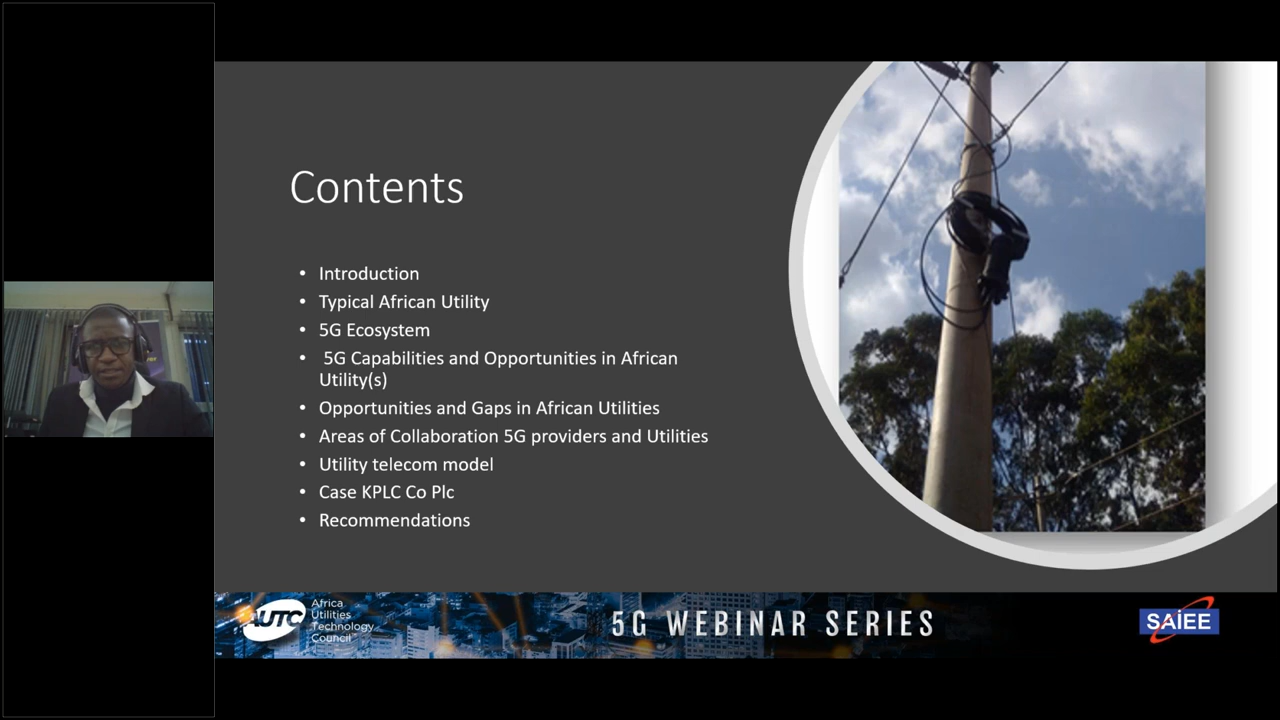 Contents
• Introduction
• Typical African Utility
• 5G Ecosystem
• 5G Capabilities and Opportunities in African
Utility(s)
• Opportunities and Gaps in African Utilities
• Areas of Collaboration 5G providers and Utilities
• Utility telecom model
• Case KPLC Co Plc
• Recommendations
AUTC
Africa
Utilities
Technology
Council
5G WEBINAR SERIES
SAIEE